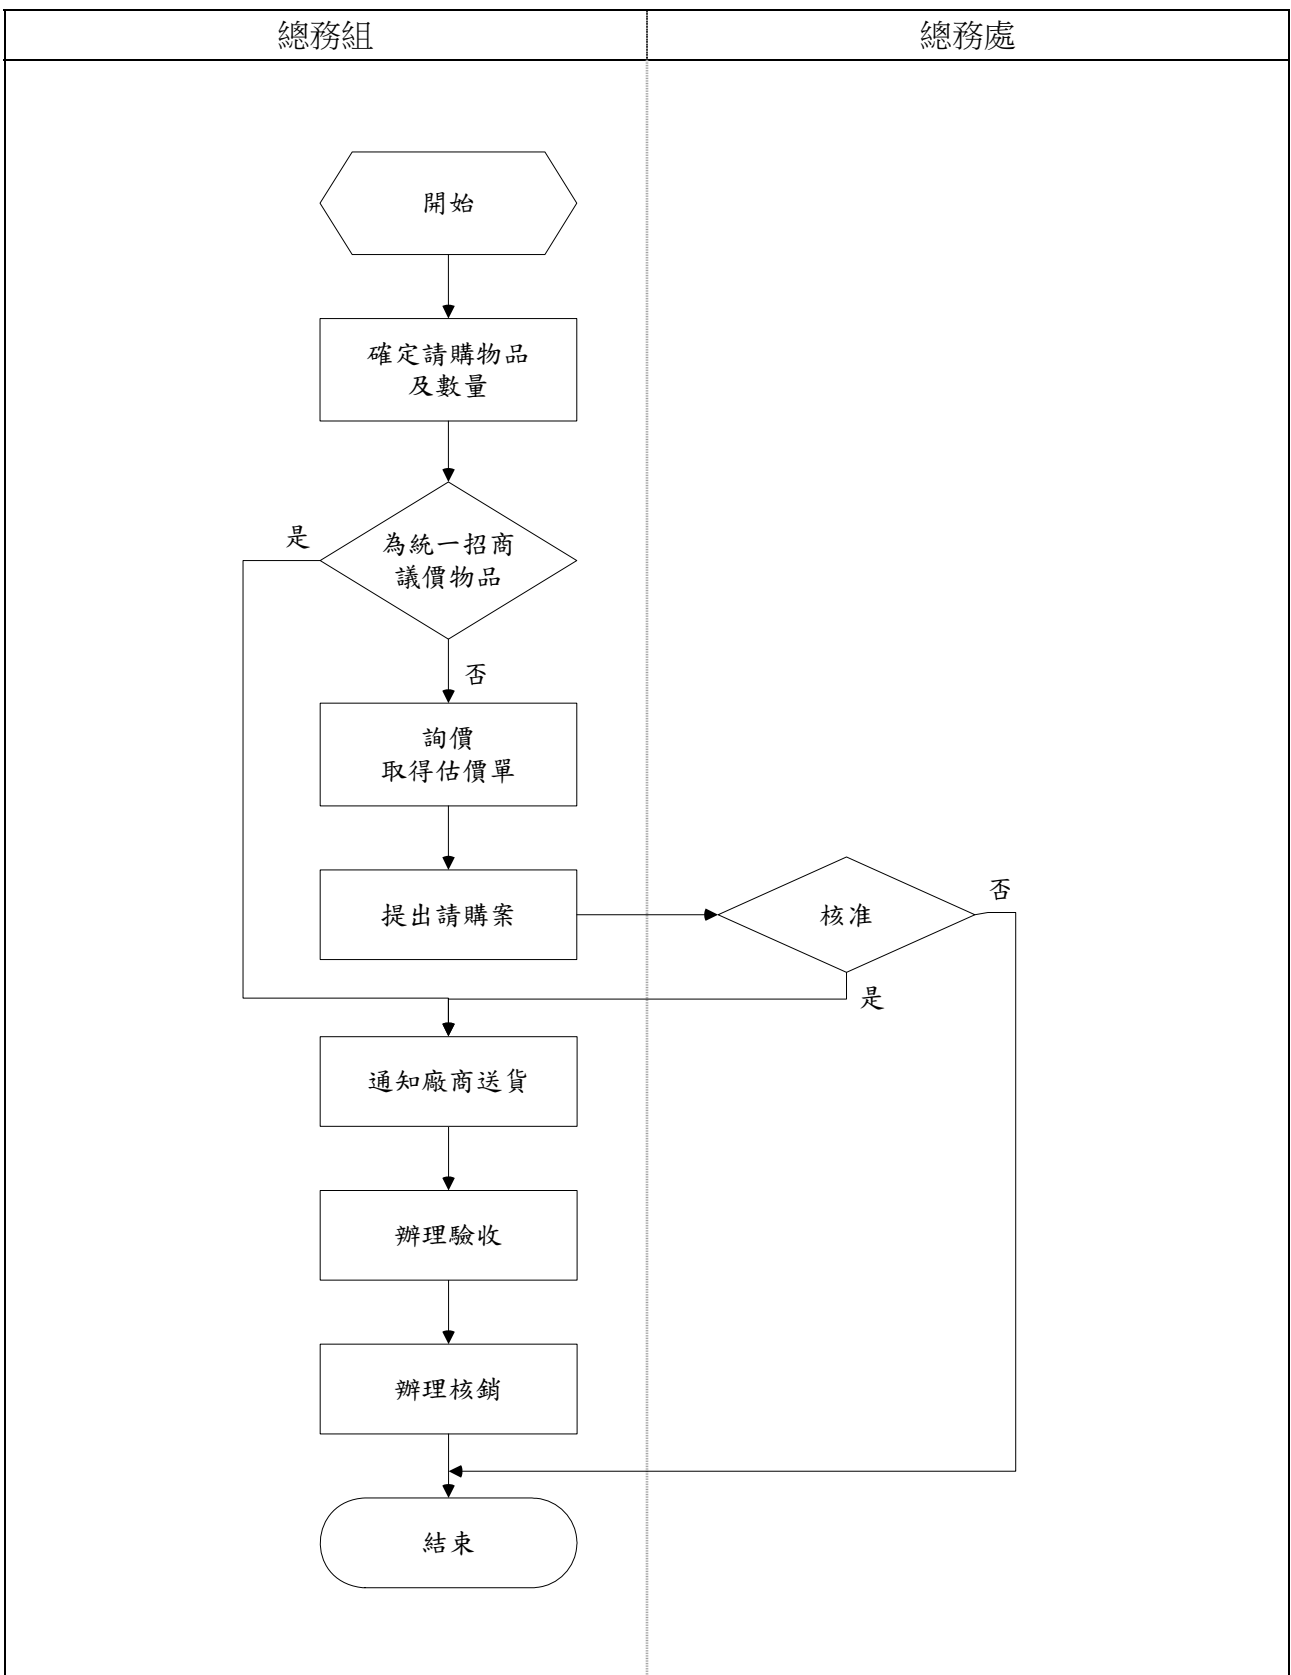 總務組
總務處
開始
確定請購物品
及數量
是
為統一招商
議價物品
否
詢價
取得估價單
提出請購案
核准
否
是
通知廠商送貨
辦理驗收
辦理核銷
結束